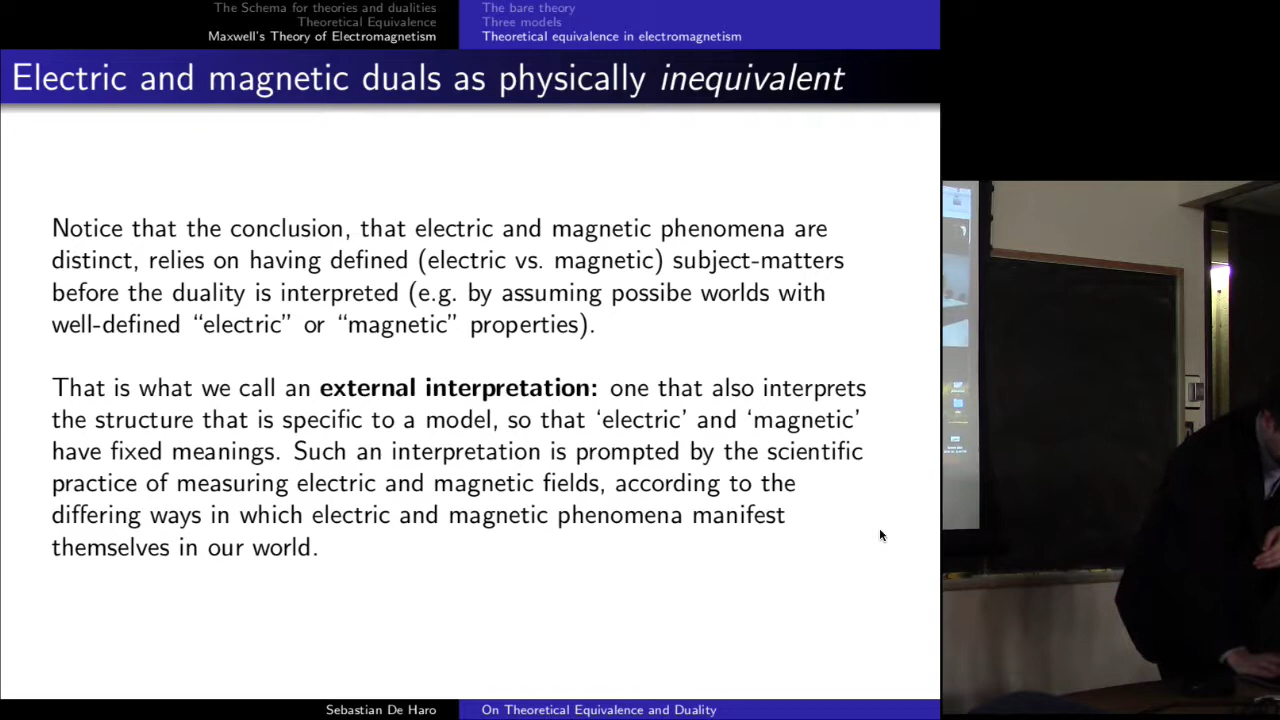 The Schema for theories and dualities
Theoretical Equivalence
Maxwell's Theory of Electromagnetism
The bare theory
Three models
Theoretical equivalence in electromagnetism
Electric and magnetic duals as physically inequivalent
Notice that the conclusion, that electric and magnetic phenomena are
distinct, relies on having defined (electric vs. magnetic) subject-matters
before the duality is interpreted (e.g. by assuming possibe worlds with
well-defined “electric” or “magnetic” properties).
That is what we call an external interpretation: one that also interprets
the structure that is specific to a model, so that ‘electric’ and ‘magnetic’
have fixed meanings. Such an interpretation is prompted by the scientific
practice of measuring electric and magnetic fields, according to the
differing ways in which electric and magnetic phenomena manifest
themselves in our world.
Sebastian De Haro
On Theoretical Equivalence and Duality